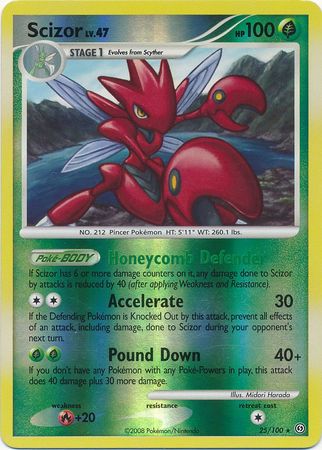 Scizor LV.47
HP 100
STAGE 1 Evolves from Scyther
NO. 212 Pincer Pokémon HT: 5'11" WT: 260.1 lbs.
Poké-BODY Honeycomb Defender
If Scizor has 6 or more damage counters on it, any damage done to Scizor
by attacks is reduced by 40 (after applying Weakness and Resistance).
Accelerate 30
If the Defending Pokémon is Knocked Out by this attack, prevent all effects
of an attack, including damage, done to Scizor during your opponent's
next turn.
Pound Down 40+
If you don't have any Pokémon with any Poké-Powers in play, this attack
does 40 damage plus 30 more damage.
Illus. Midori Harada
weakness resistance retreat cost
+20
©2008 Pokémon/Nintendo
25/100 ★